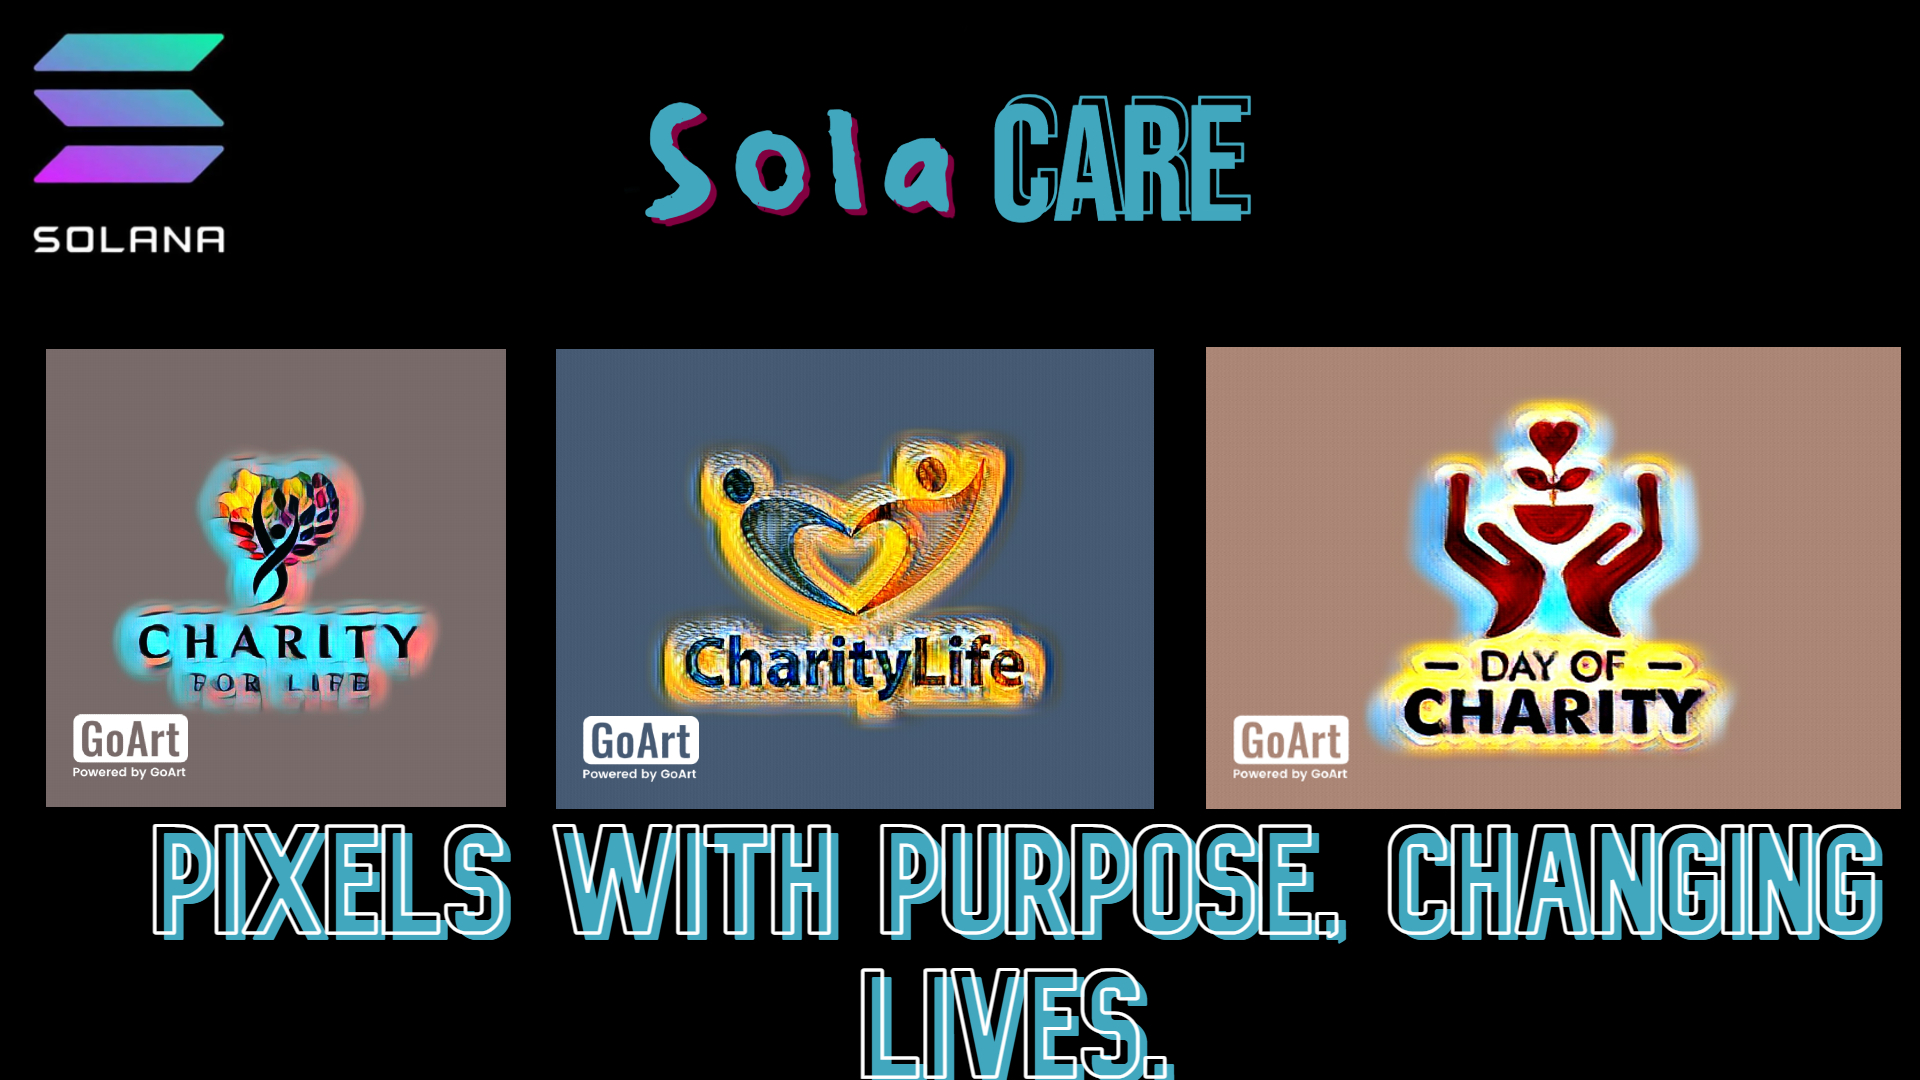 SOLANA
Sola CARE
CHARITY
FOR LIFE
GoArt
Powered by GoArt
CharityLife
GoArt
Powered by GoArt
DAY OF
CHARITY
GoArt
Powered by GoArt
PIXELS WITH PURPOSE, CHANGING
LIVES.